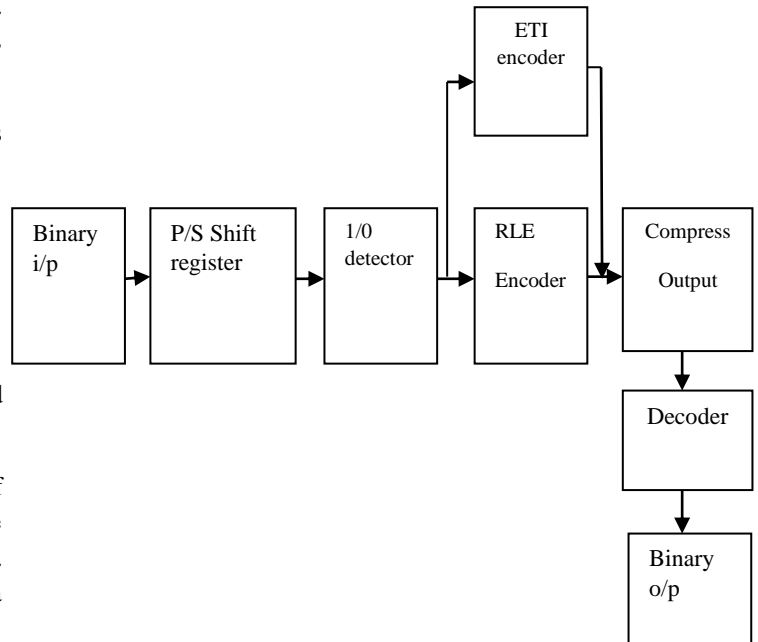 ETI
encoder
Binary
i/p
P/S Shift
register
1/0
detector
RLE
Encoder
Compress
Output
Decoder
Binary
o/p